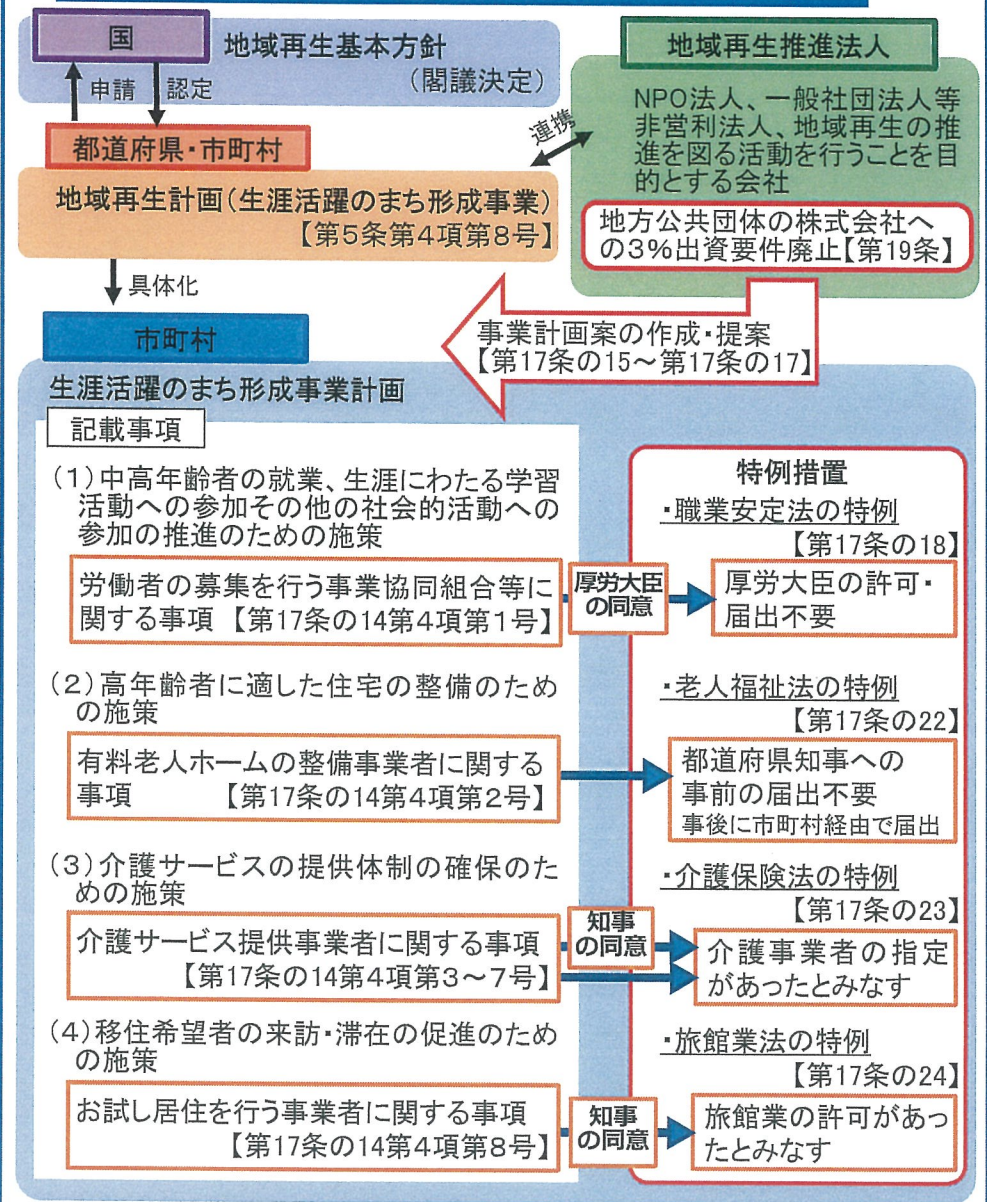 国
地域再生基本方針
(閣議決定)
申請
認定
都道府県・市町村
地域再生計画(生涯活躍のまち形成事業)
【第5条第4項第8号】
連携
地域再生推進法人
NPO法人、一般社団法人等
非営利法人、地域再生の推
進を図る活動を行うことを目
的とする会社
地方公共団体の株式会社へ
の3%出資要件廃止【第19条】
具体化
事業計画案の作成・提案
【第17条の15～第17条の17】
市町村
生涯活躍のまち形成事業計画
記載事項
(1)中高年齢者の就業、生涯にわたる学習
活動への参加その他の社会的活動への
参加の推進のための施策
労働者の募集を行う事業協同組合等に
関する事項 【第17条の14第4項第1号】
厚労大臣
の同意
特例措置
・職業安定法の特例
【第17条の18】
厚労大臣の許可・
届出不要
(2)高年齢者に適した住宅の整備のため
の施策
有料老人ホームの整備事業者に関する
事項 【第17条の14第4項第2号】
・老人福祉法の特例
【第17条の22】
都道府県知事への
事前の届出不要
事後に市町村経由で届出
(3)介護サービスの提供体制の確保のた
めの施策
介護サービス提供事業者に関する事項
【第17条の14第4項第3～7号】
知事
の同意
・介護保険法の特例
【第17条の23】
介護事業者の指定
があったとみなす
(4)移住希望者の来訪・滞在の促進のため
の施策
お試し居住を行う事業者に関する事項
【第17条の14第4項第8号】
知事
の同意
・旅館業法の特例
【第17条の24】
旅館業の許可があっ
たとみなす